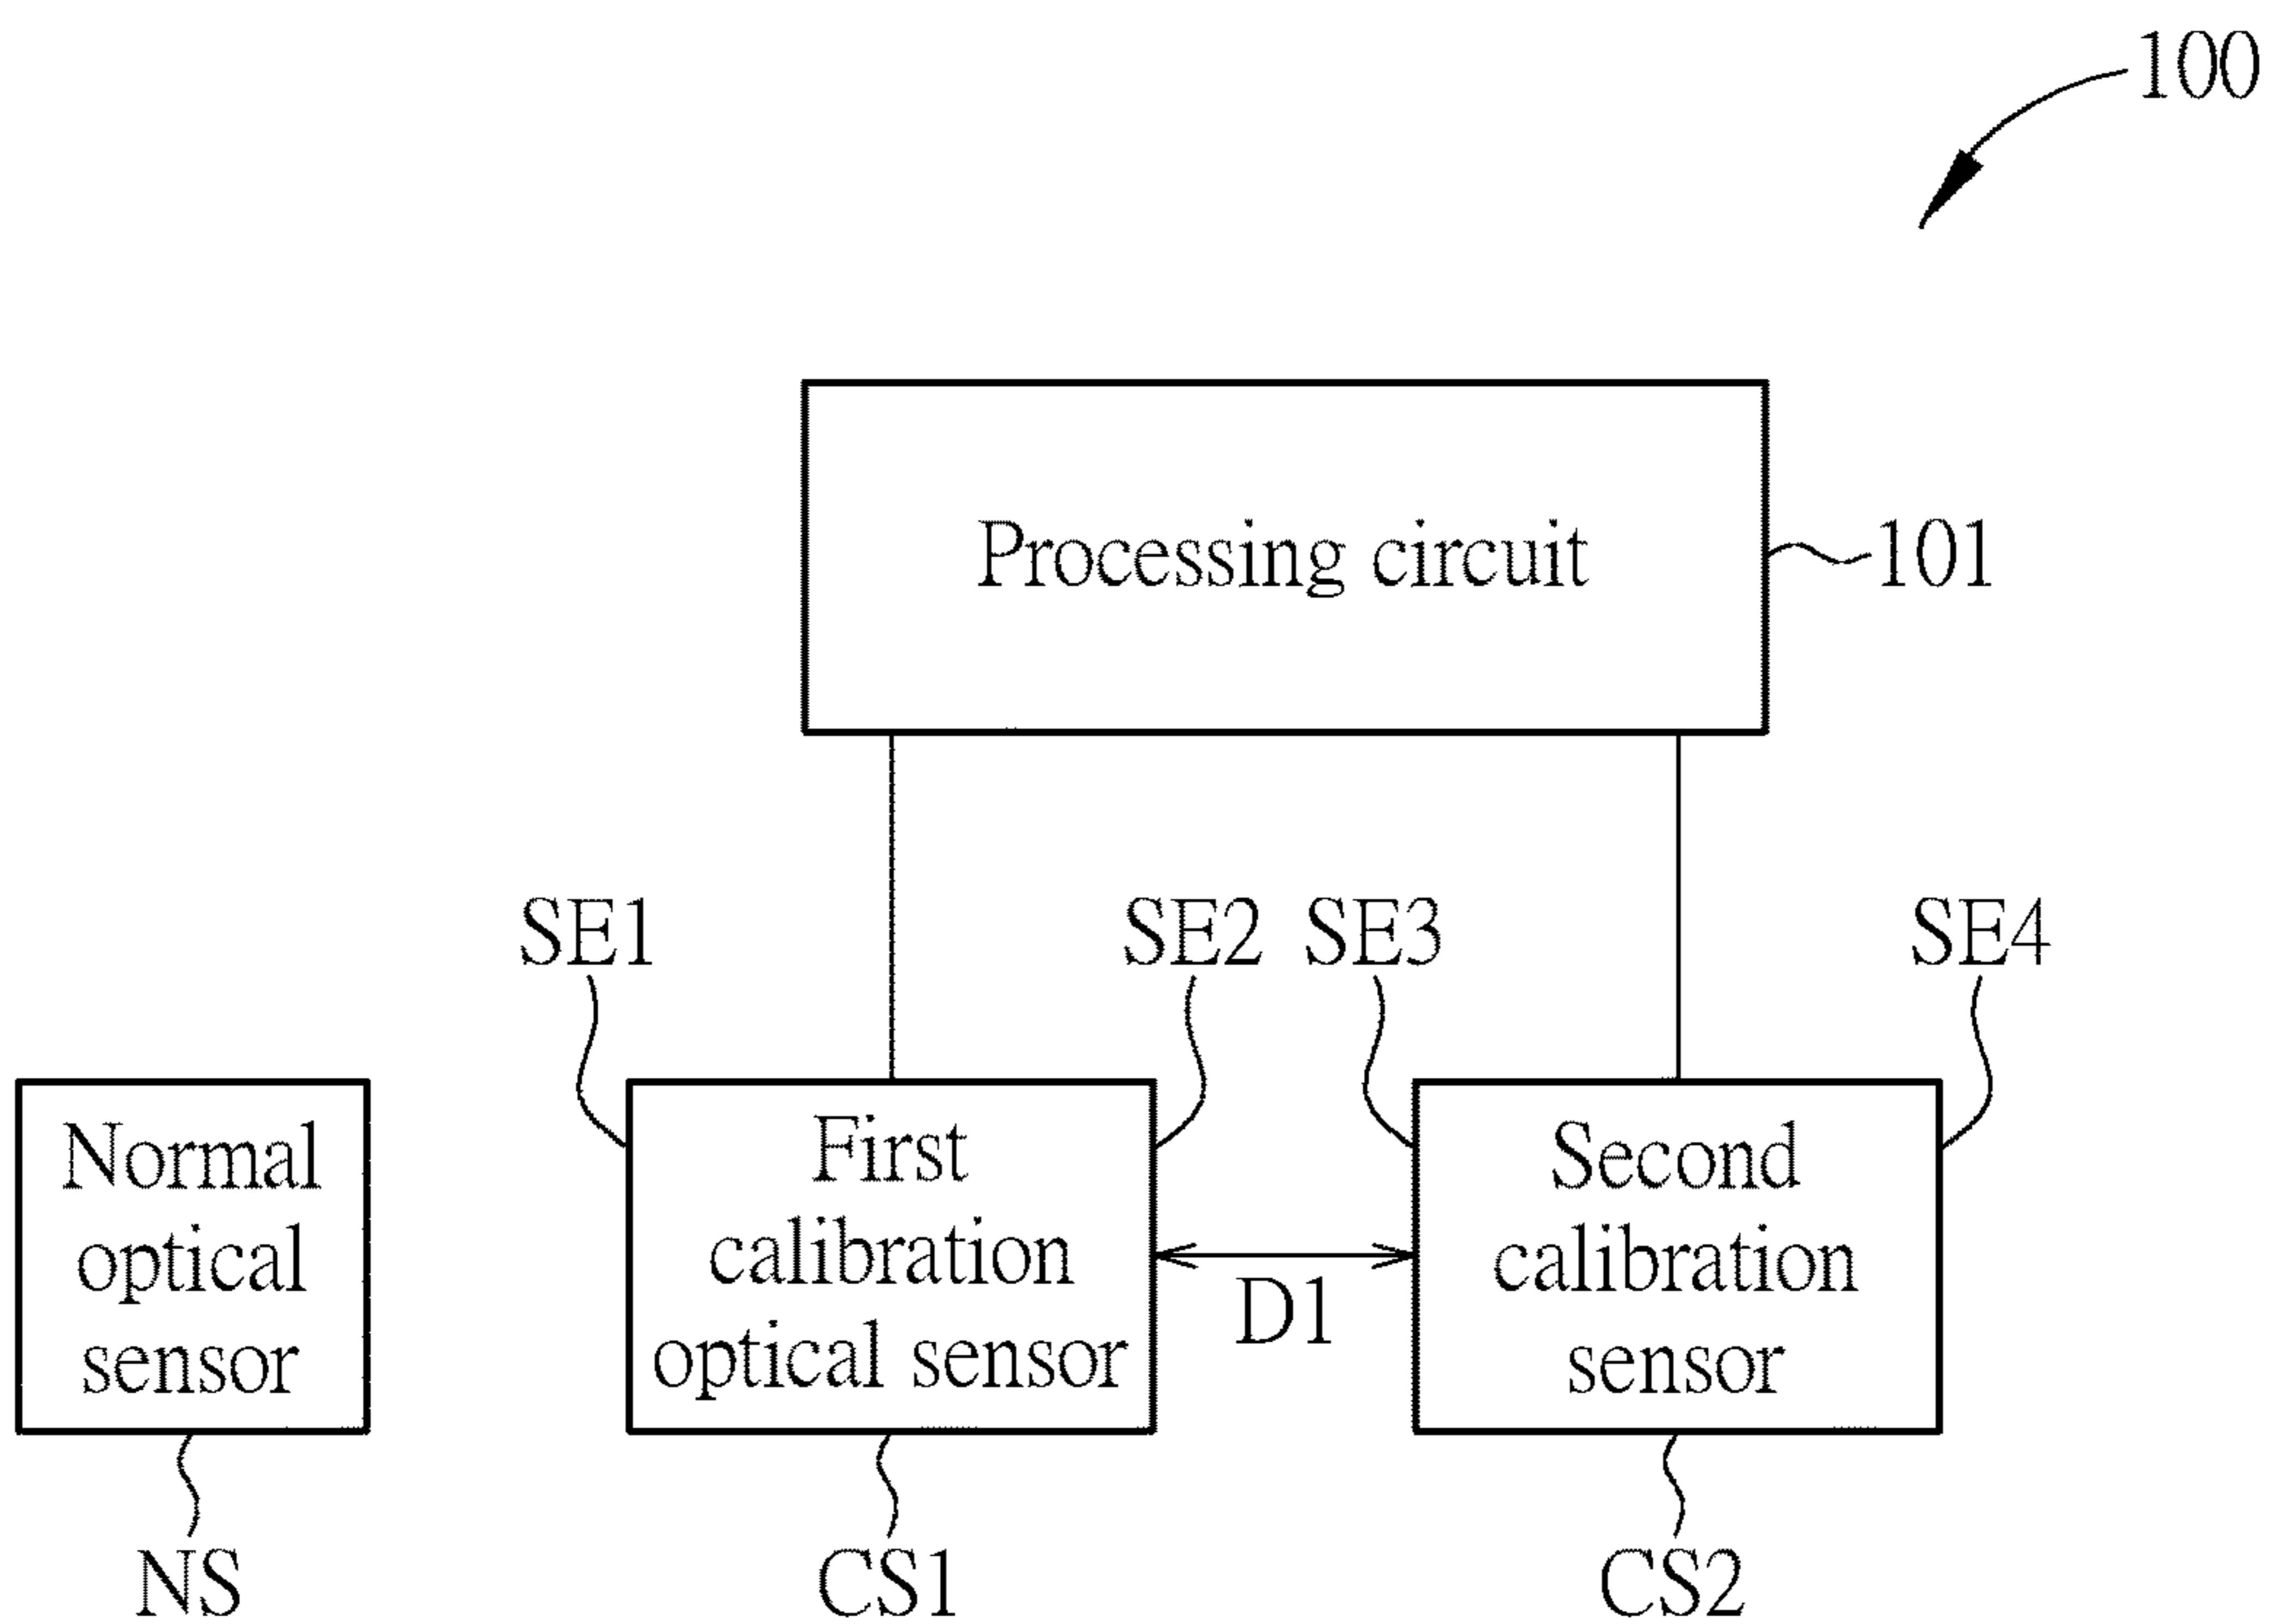 100
Processing circuit
101
SE1
SE2
SE3
SE4
Normal
optical
sensor
First
calibration
optical sensor
D1
Second
calibration
sensor
NS
CS1
CS2